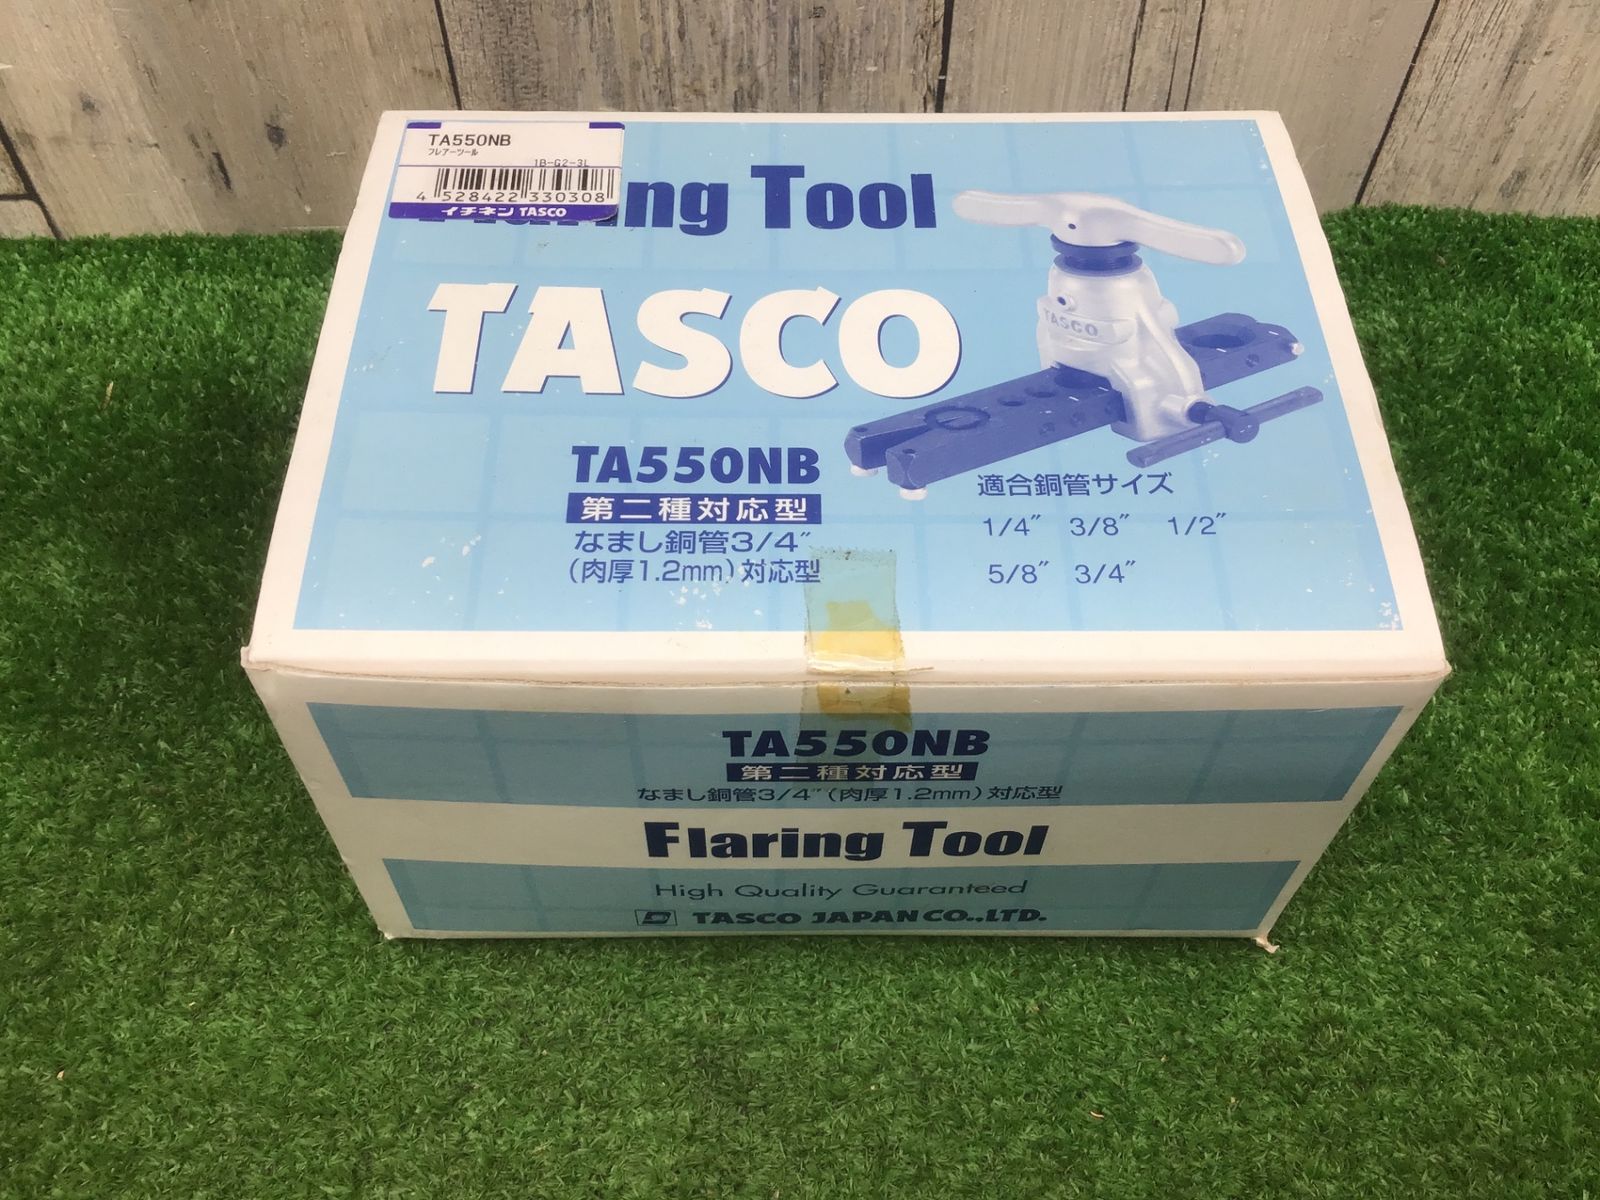 TA550NB
フレアーツール
1B-G2-3L
4 528422 330308
イチネン TASCO
Flaring Tool
TASCO
TASCO
TA550NB
第二種対応型
なまし銅管3/4"
(肉厚1.2mm)対応型
適合銅管サイズ
1/4" 3/8" 1/2"
5/8" 3/4"
TA550NB
第二種対応型
なまし銅管3/4"(肉厚1.2mm)対応型
Flaring Tool
High Quality Guaranteed
TASCO JAPAN CO.,LTD.